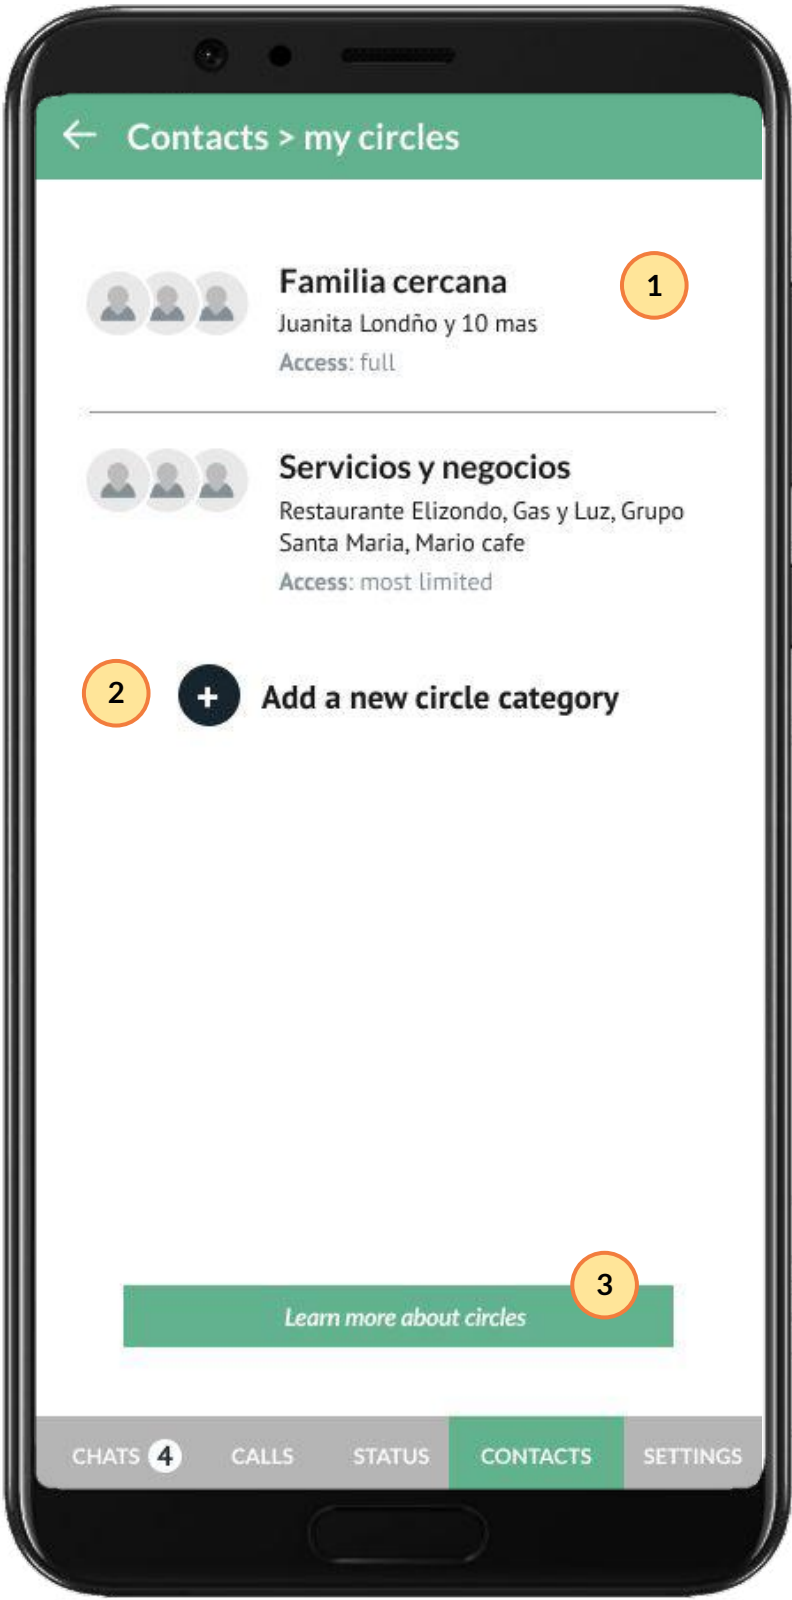 Contacts > my circles
Familia cercana
1
Juanita Londño y 10 mas
Access: full
Servicios y negocios
Restaurante Elizondo, Gas y Luz, Grupo
Santa Maria, Mario cafe
Access: most limited
2
+ Add a new circle category
3
Learn more about circles
CHATS 4 CALLS STATUS CONTACTS SETTINGS